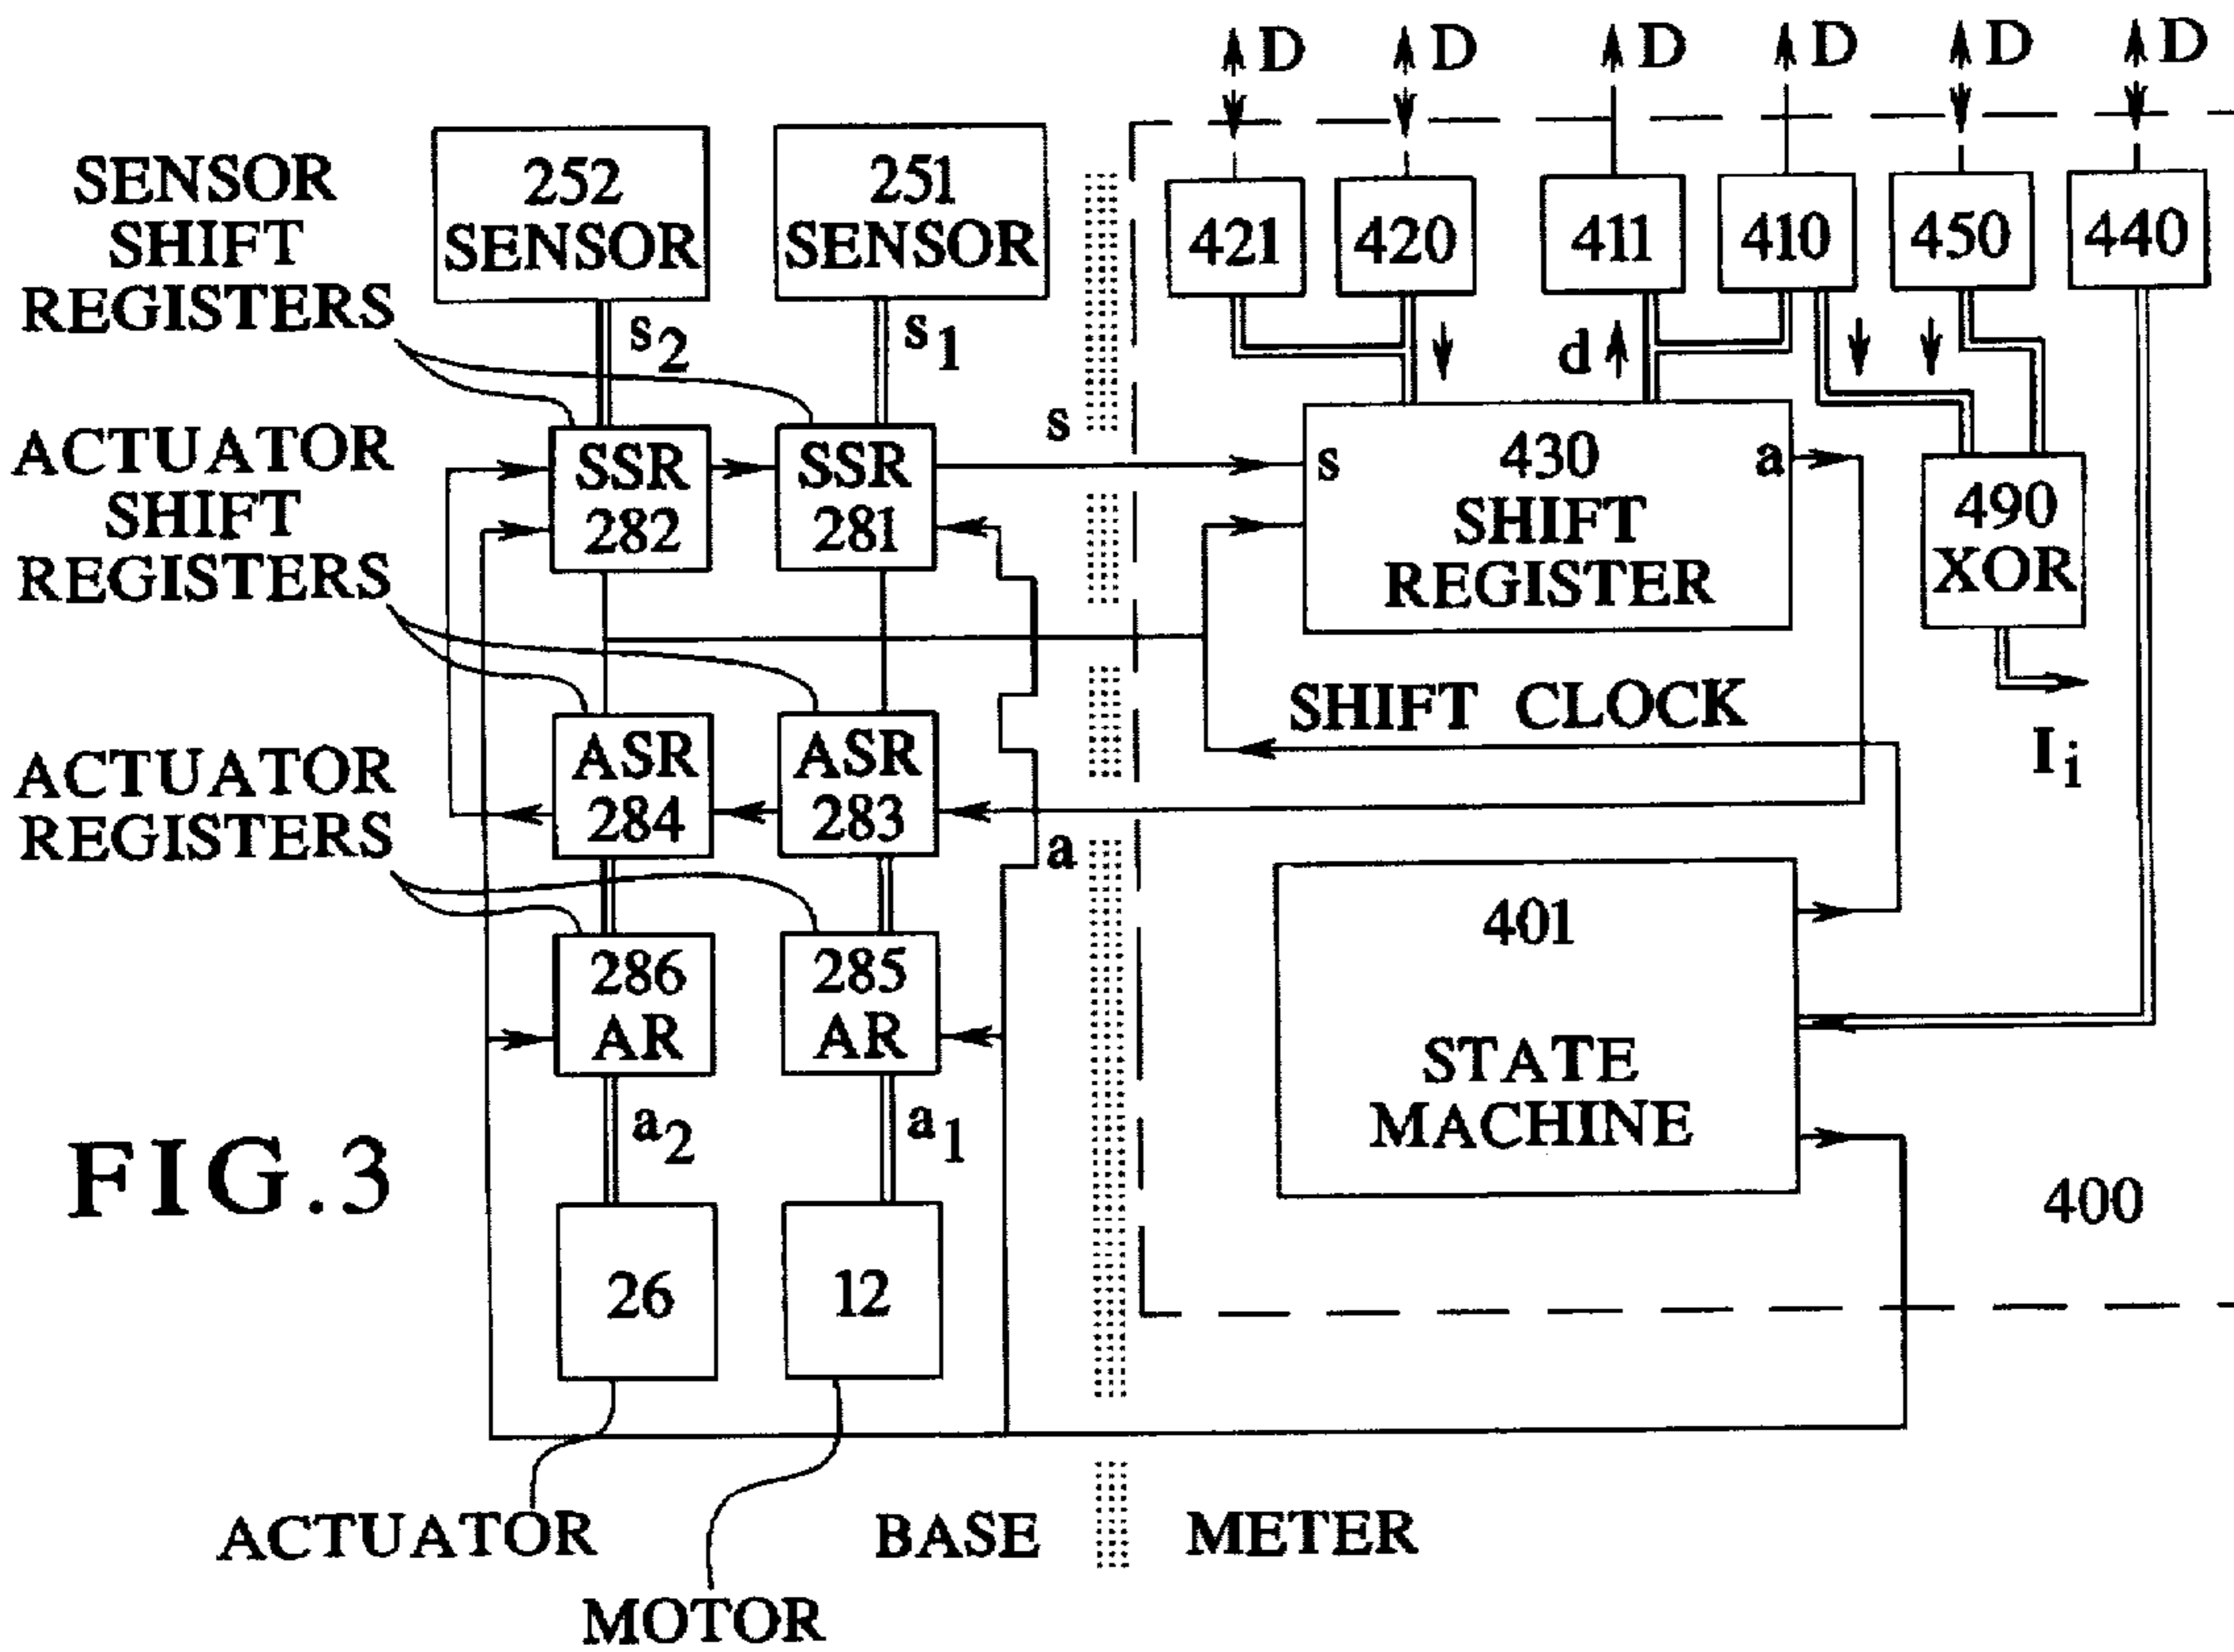 D D D D D D
SENSOR
SHIFT
REGISTERS
252
SENSOR
251
SENSOR
421
420
411
410
450
440
s2
s1
d
ACTUATOR
SHIFT
REGISTERS
SSR
282
SSR
281
s
s
430
SHIFT
REGISTER
a
490
XOR
SHIFT CLOCK
Ii
ACTUATOR
REGISTERS
ASR
284
ASR
283
a
286
AR
285
AR
401
STATE
MACHINE
a2
a1
FIG.3
400
26
12
ACTUATOR
BASE
METER
MOTOR